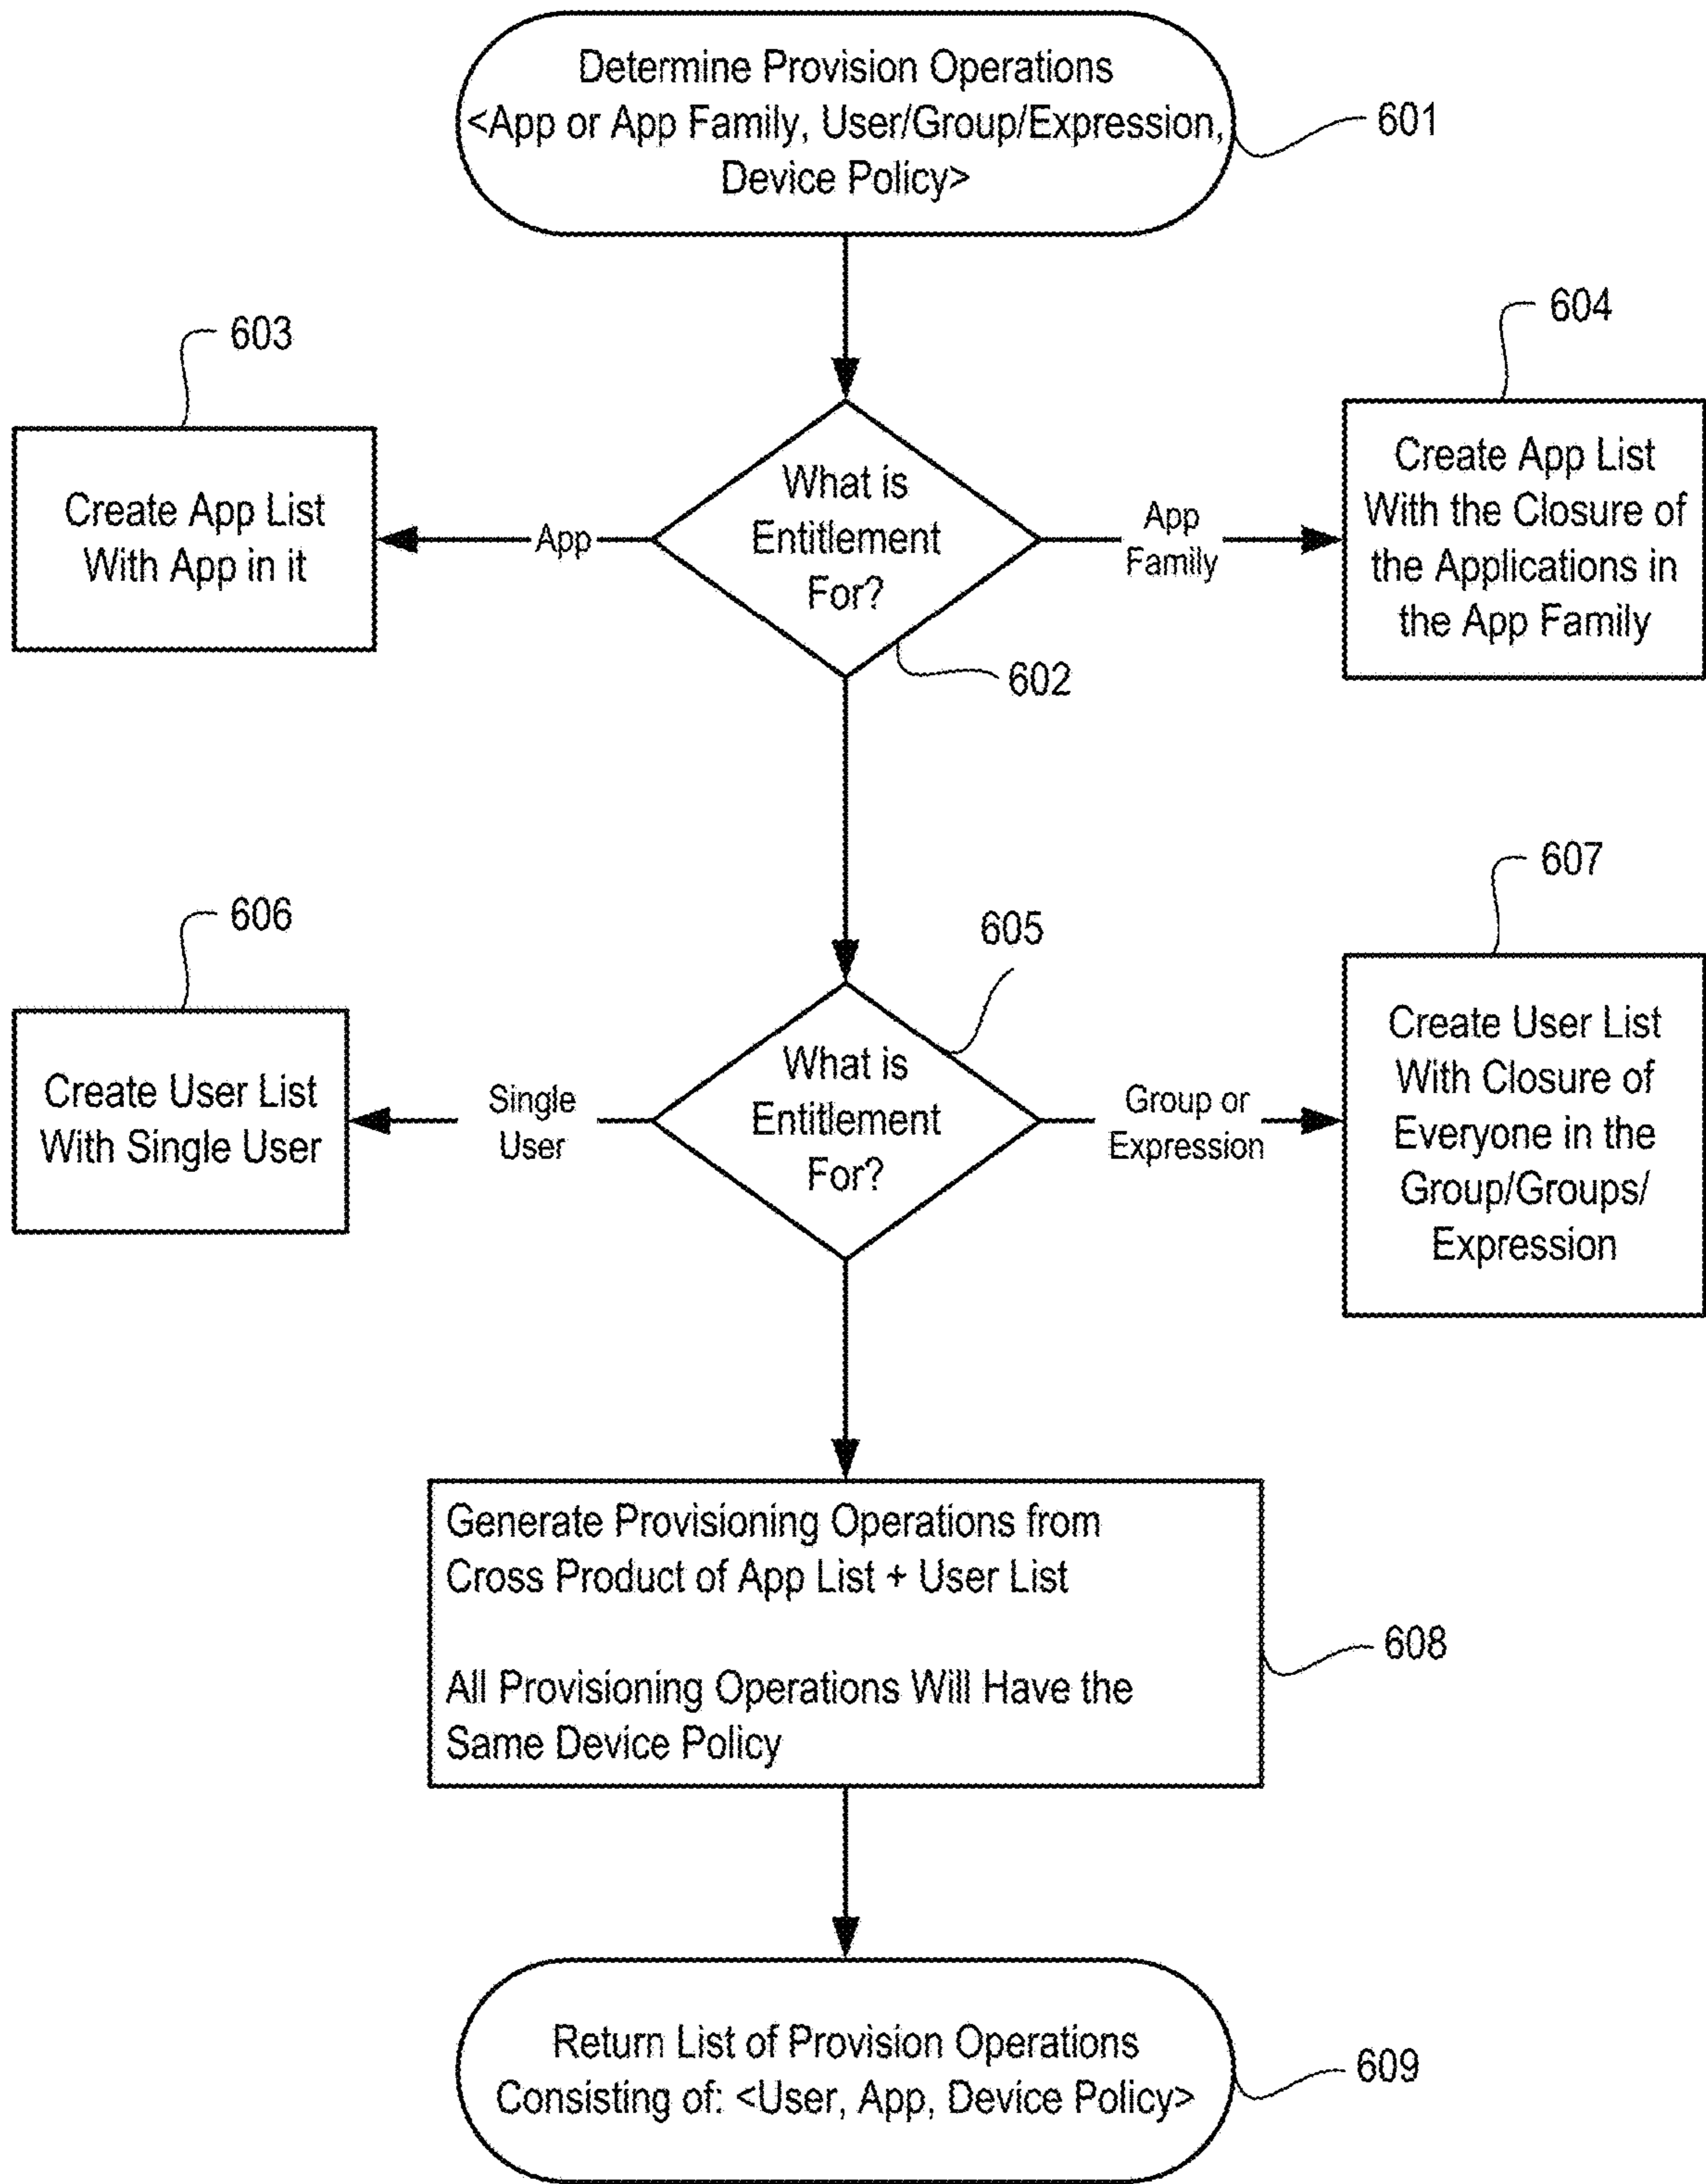 Determine Provision Operations
<App or App Family, User/Group/Expression,
Device Policy>
601
603
604
Create App List
With App in it
App
What is
Entitlement
For?
App
Family
Create App List
With the Closure of
the Applications in
the App Family
602
606
605
607
Create User List
With Single User
Single
User
What is
Entitlement
For?
Group or
Expression
Create User List
With Closure of
Everyone in the
Group/Groups/
Expression
Generate Provisioning Operations from
Cross Product of App List + User List
All Provisioning Operations Will Have the
Same Device Policy
608
Return List of Provision Operations
Consisting of: <User, App, Device Policy>
609